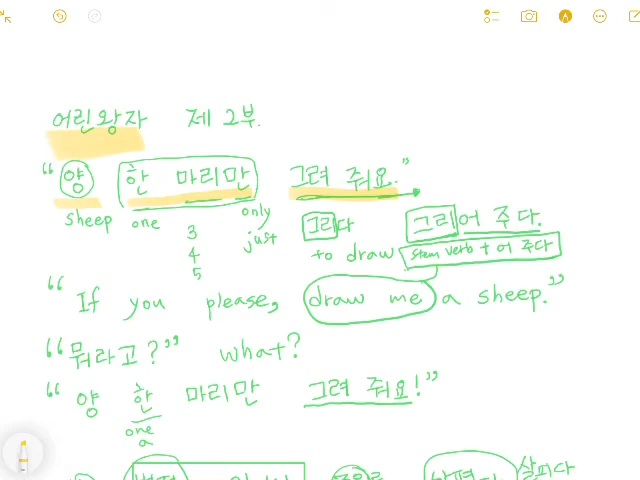 어린왕자 제 2부.
“양 한 마리만 그려 줘요.”
sheep one 3 4 5 only just 그리다 그리어 주다.
to draw stem verb + 어 주다
“If you please, draw me a sheep.”
“뭐라고?” what?
“양 한 마리만 그려 줘요!”
one
a
살피다